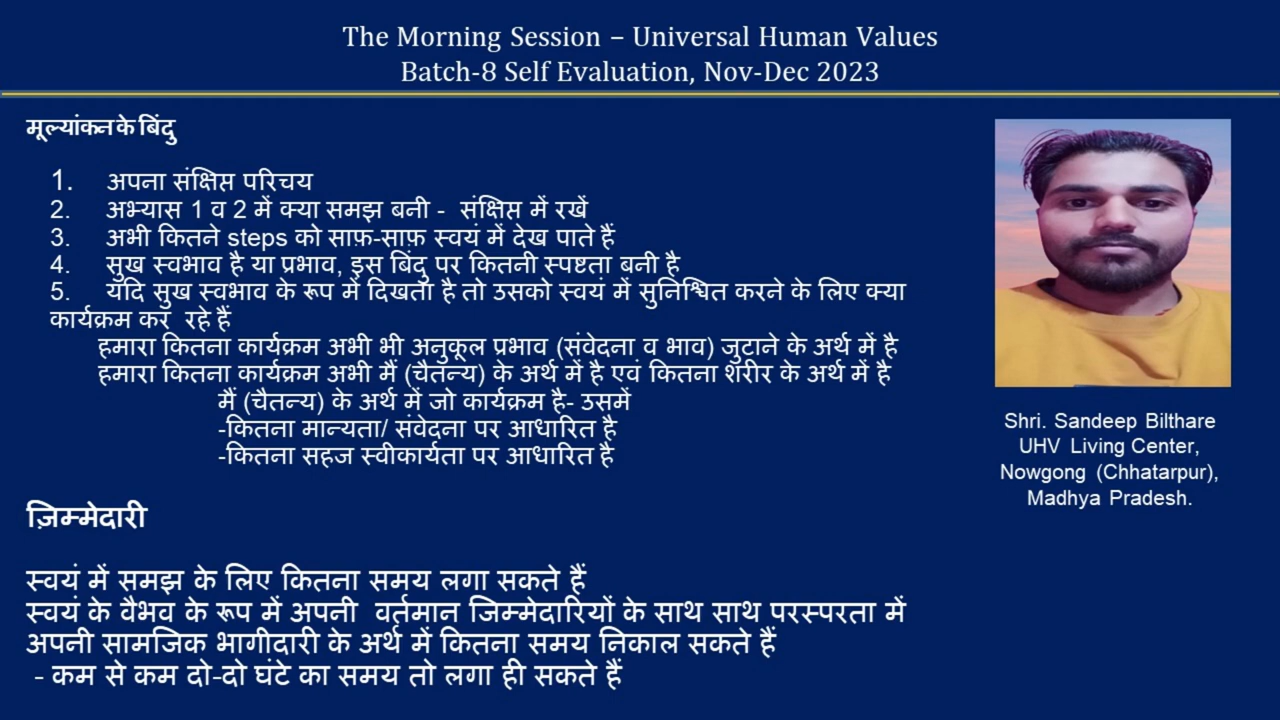 The Morning Session – Universal Human Values
Batch-8 Self Evaluation, Nov-Dec 2023
मूल्यांकन के बिंदु
1. अपना संक्षिप्त परिचय
2. अभ्यास 1 व 2 में क्या समझ बनी - संक्षिप्त में रखें
3. अभी कितने steps को साफ़-साफ़ स्वयं में देख पाते हैं
4. सुख स्वभाव है या प्रभाव, इस बिंदु पर कितनी स्पष्टता बनी है
5. यदि सुख स्वभाव के रूप में दिखता है तो उसको स्वयं में सुनिश्चित करने के लिए क्या
कार्यक्रम कर रहे हैं
हमारा कितना कार्यक्रम अभी भी अनुकूल प्रभाव (संवेदना व भाव) जुटाने के अर्थ में है
हमारा कितना कार्यक्रम अभी मैं (चैतन्य) के अर्थ में है एवं कितना शरीर के अर्थ में है
मैं (चैतन्य) के अर्थ में जो कार्यक्रम है- उसमें
-कितना मान्यता/ संवेदना पर आधारित है
-कितना सहज स्वीकार्यता पर आधारित है
ज़िम्मेदारी
स्वयं में समझ के लिए कितना समय लगा सकते हैं
स्वयं के वैभव के रूप में अपनी वर्तमान जिम्मेदारियों के साथ साथ परस्परता में
अपनी सामजिक भागीदारी के अर्थ में कितना समय निकाल सकते हैं
- कम से कम दो-दो घंटे का समय तो लगा ही सकते हैं
Shri. Sandeep Bilthare
UHV Living Center,
Nowgong (Chhatarpur),
Madhya Pradesh.